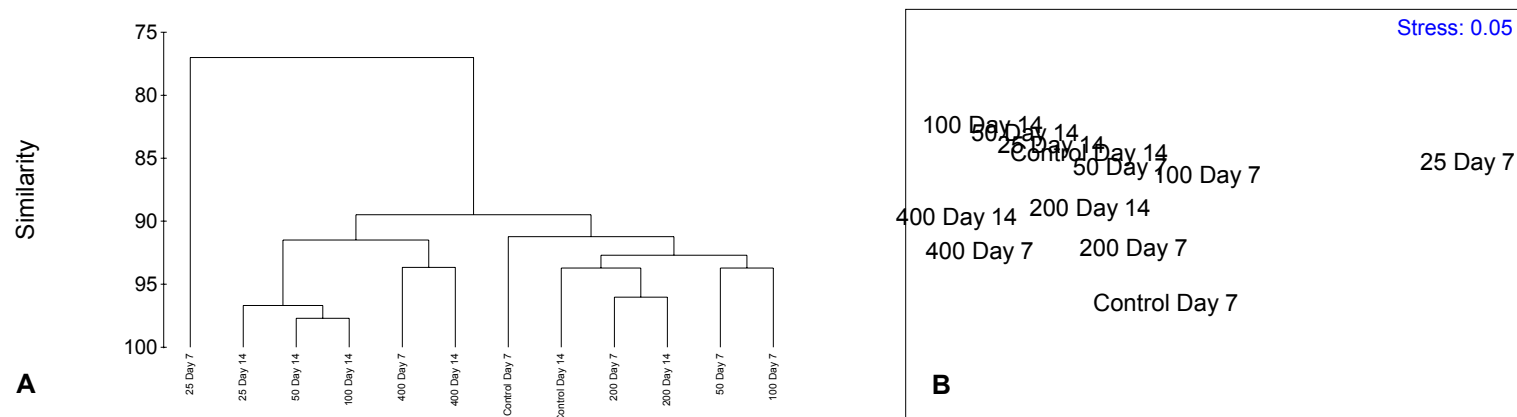 75
80
85
90
95
100
Similarity
25 Day 7
25 Day 14
50 Day 14
100 Day 14
400 Day 7
400 Day 14
Control Day 7
Control Day 14
200 Day 7
200 Day 14
50 Day 7
100 Day 7
A
Stress: 0.05
100 Day 14
50 Day 14
25 Day 14
Control Day 14
50 Day 7
100 Day 7
25 Day 7
200 Day 14
400 Day 14
200 Day 7
400 Day 7
Control Day 7
B